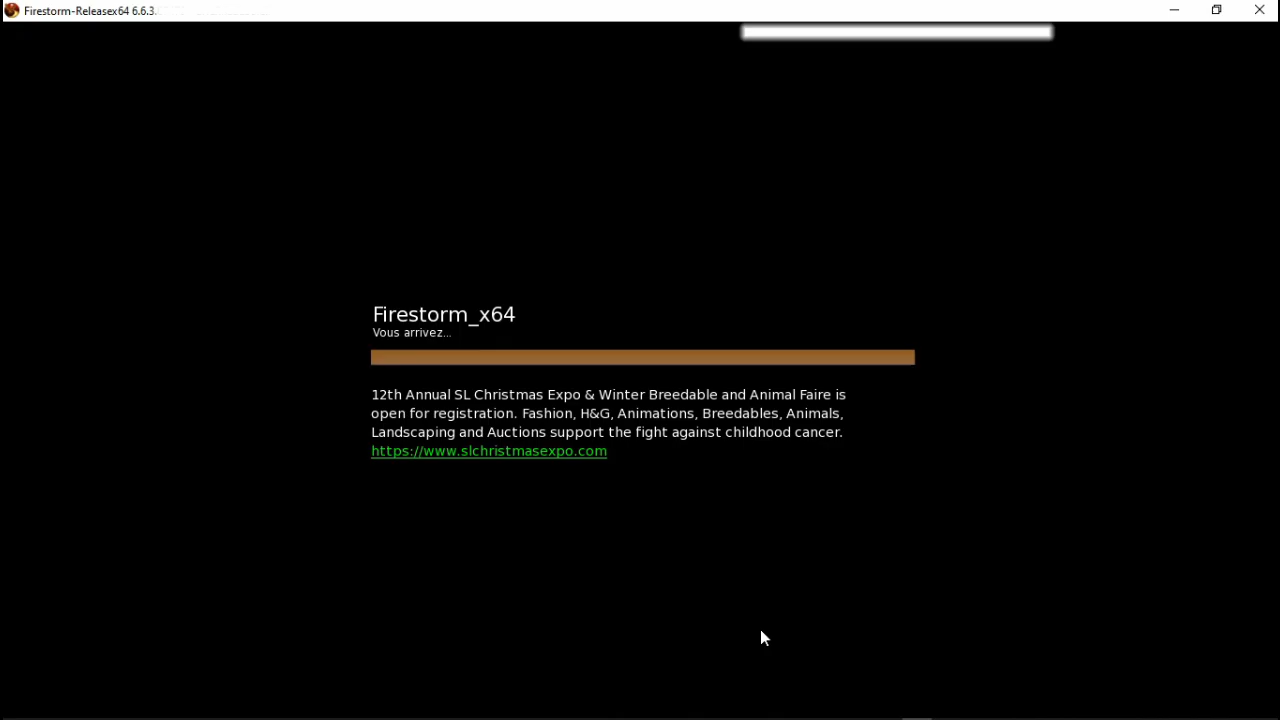 Firestorm-Releasex64 6.6.3.
Firestorm_x64
Vous arrivez...
12th Annual SL Christmas Expo & Winter Breedable and Animal Faire is
open for registration. Fashion, H&G, Animations, Breedables, Animals,
Landscaping and Auctions support the fight against childhood cancer.
https://www.slchristmasexpo.com